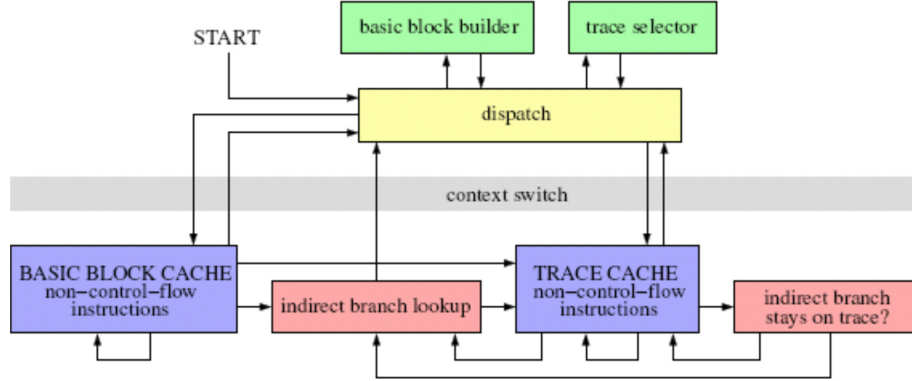 basic block builder
trace selector
START
dispatch
context switch
BASIC BLOCK CACHE
non−control−flow
instructions
indirect branch lookup
TRACE CACHE
non−control−flow
instructions
indirect branch
stays on trace?